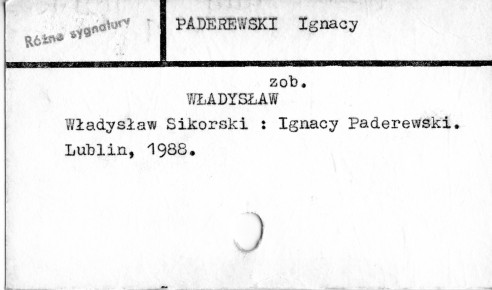 Różne sygnatury
PADEREWSKI Ignacy
zob.
WŁADYSŁAW
Władysław Sikorski : Ignacy Paderewski.
Lublin, 1988.